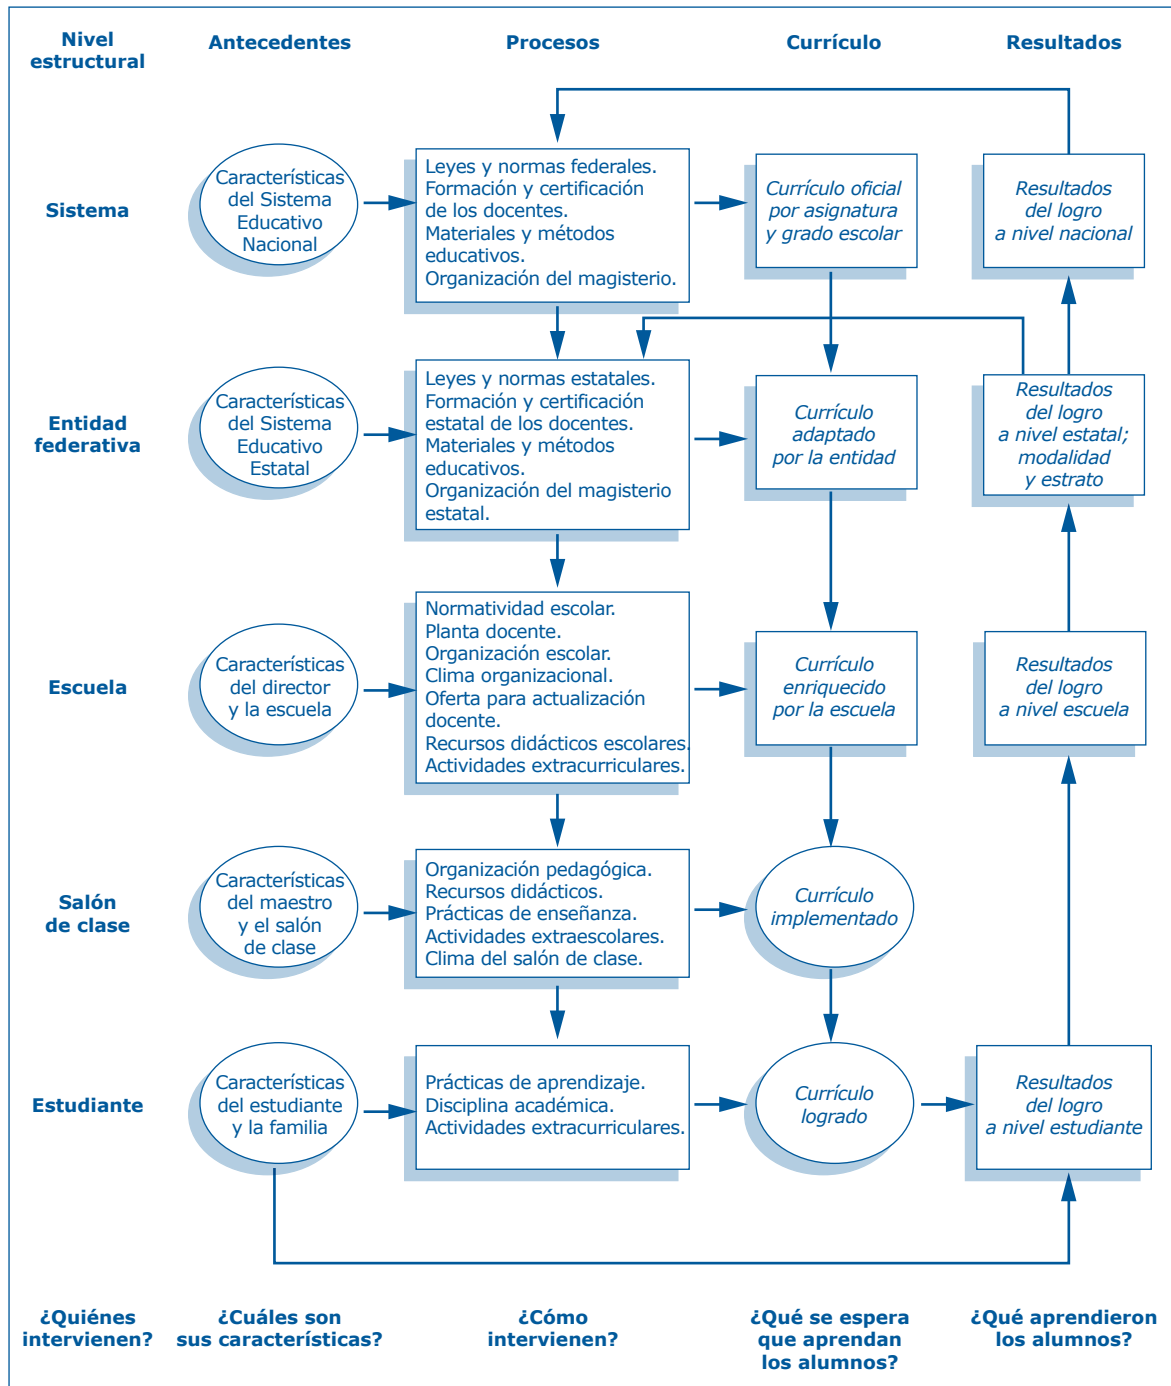 Nivel
estructural
Antecedentes
Procesos
Currículo
Resultados
Sistema
Características
del Sistema
Educativo
Nacional
Leyes y normas federales.
Formación y certificación
de los docentes.
Materiales y métodos
educativos.
Organización del magisterio.
Currículo oficial
por asignatura
y grado escolar
Resultados
del logro
a nivel nacional
Entidad
federativa
Características
del Sistema
Educativo
Estatal
Leyes y normas estatales.
Formación y certificación
estatal de los docentes.
Materiales y métodos
educativos.
Organización del magisterio
estatal.
Currículo
adaptado
por la entidad
Resultados
del logro
a nivel estatal;
modalidad
y estrato
Escuela
Características
del director
y la escuela
Normatividad escolar.
Planta docente.
Organización escolar.
Clima organizacional.
Oferta para actualización
docente.
Recursos didácticos escolares.
Actividades extracurriculares.
Currículo
enriquecido
por la escuela
Resultados
del logro
a nivel escuela
Salón
de clase
Características
del maestro
y el salón
de clase
Organización pedagógica.
Recursos didácticos.
Prácticas de enseñanza.
Actividades extraescolares.
Clima del salón de clase.
Currículo
implementado
Estudiante
Características
del estudiante
y la familia
Prácticas de aprendizaje.
Disciplina académica.
Actividades extracurriculares.
Currículo
logrado
Resultados
del logro
a nivel estudiante
¿Quiénes
intervienen?
¿Cuáles son
sus características?
¿Cómo
intervienen?
¿Qué se espera
que aprendan
los alumnos?
¿Qué aprendieron
los alumnos?